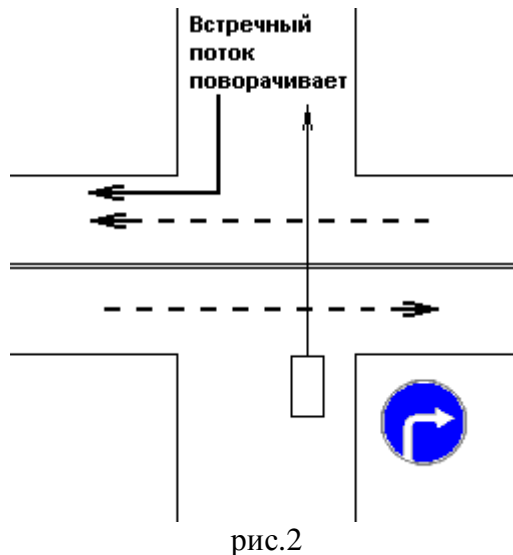 Встречный
поток
поворачивает
рис.2